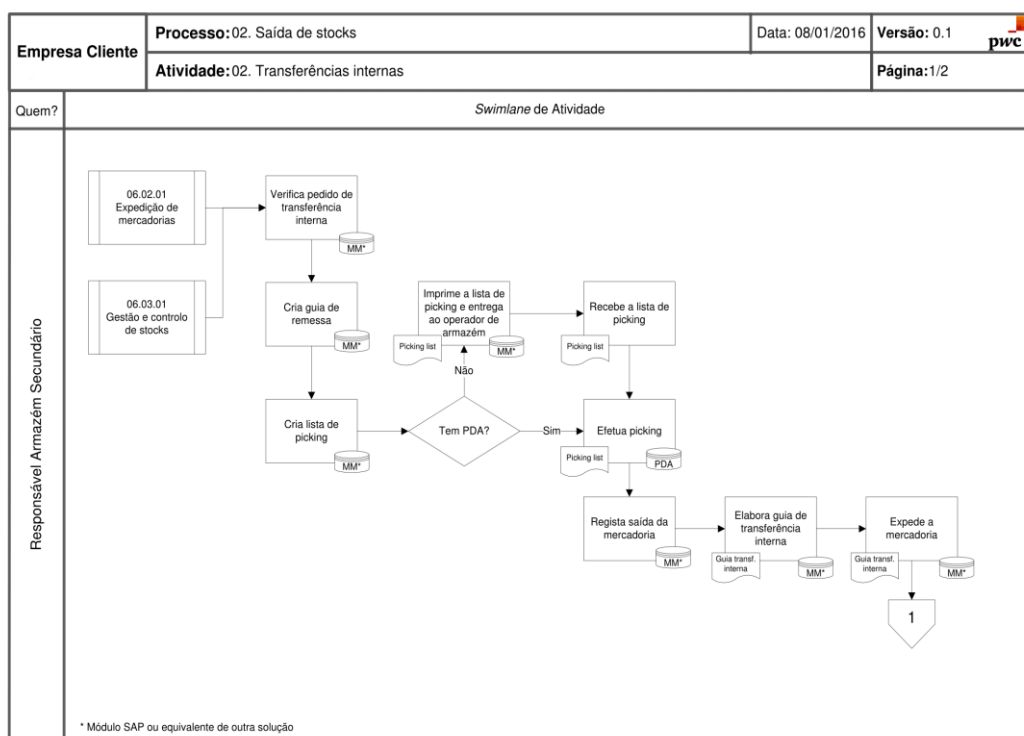 Empresa Cliente
Processo: 02. Saída de stocks
Data: 08/01/2016
Versão: 0.1
pwc
Atividade: 02. Transferências internas
Página:1/2
Quem?
Swimlane de Atividade
Responsável Armazém Secundário
06.02.01
Expedição de
mercadorias
Verifica pedido de
transferência
interna
MM*
06.03.01
Gestão e controlo
de stocks
Cria guia de
remessa
MM*
Imprime a lista de
picking e entrega
ao operador de
armazém
Picking list
MM*
Recebe a lista de
picking
Picking list
Não
Cria lista de
picking
MM*
Tem PDA?
Sim
Efetua picking
Picking list
PDA
Regista saída da
mercadoria
MM*
Elabora guia de
transferência
interna
Guia transf.
interna
MM*
Expede a
mercadoria
Guia transf.
interna
MM*
1
* Módulo SAP ou equivalente de outra solução